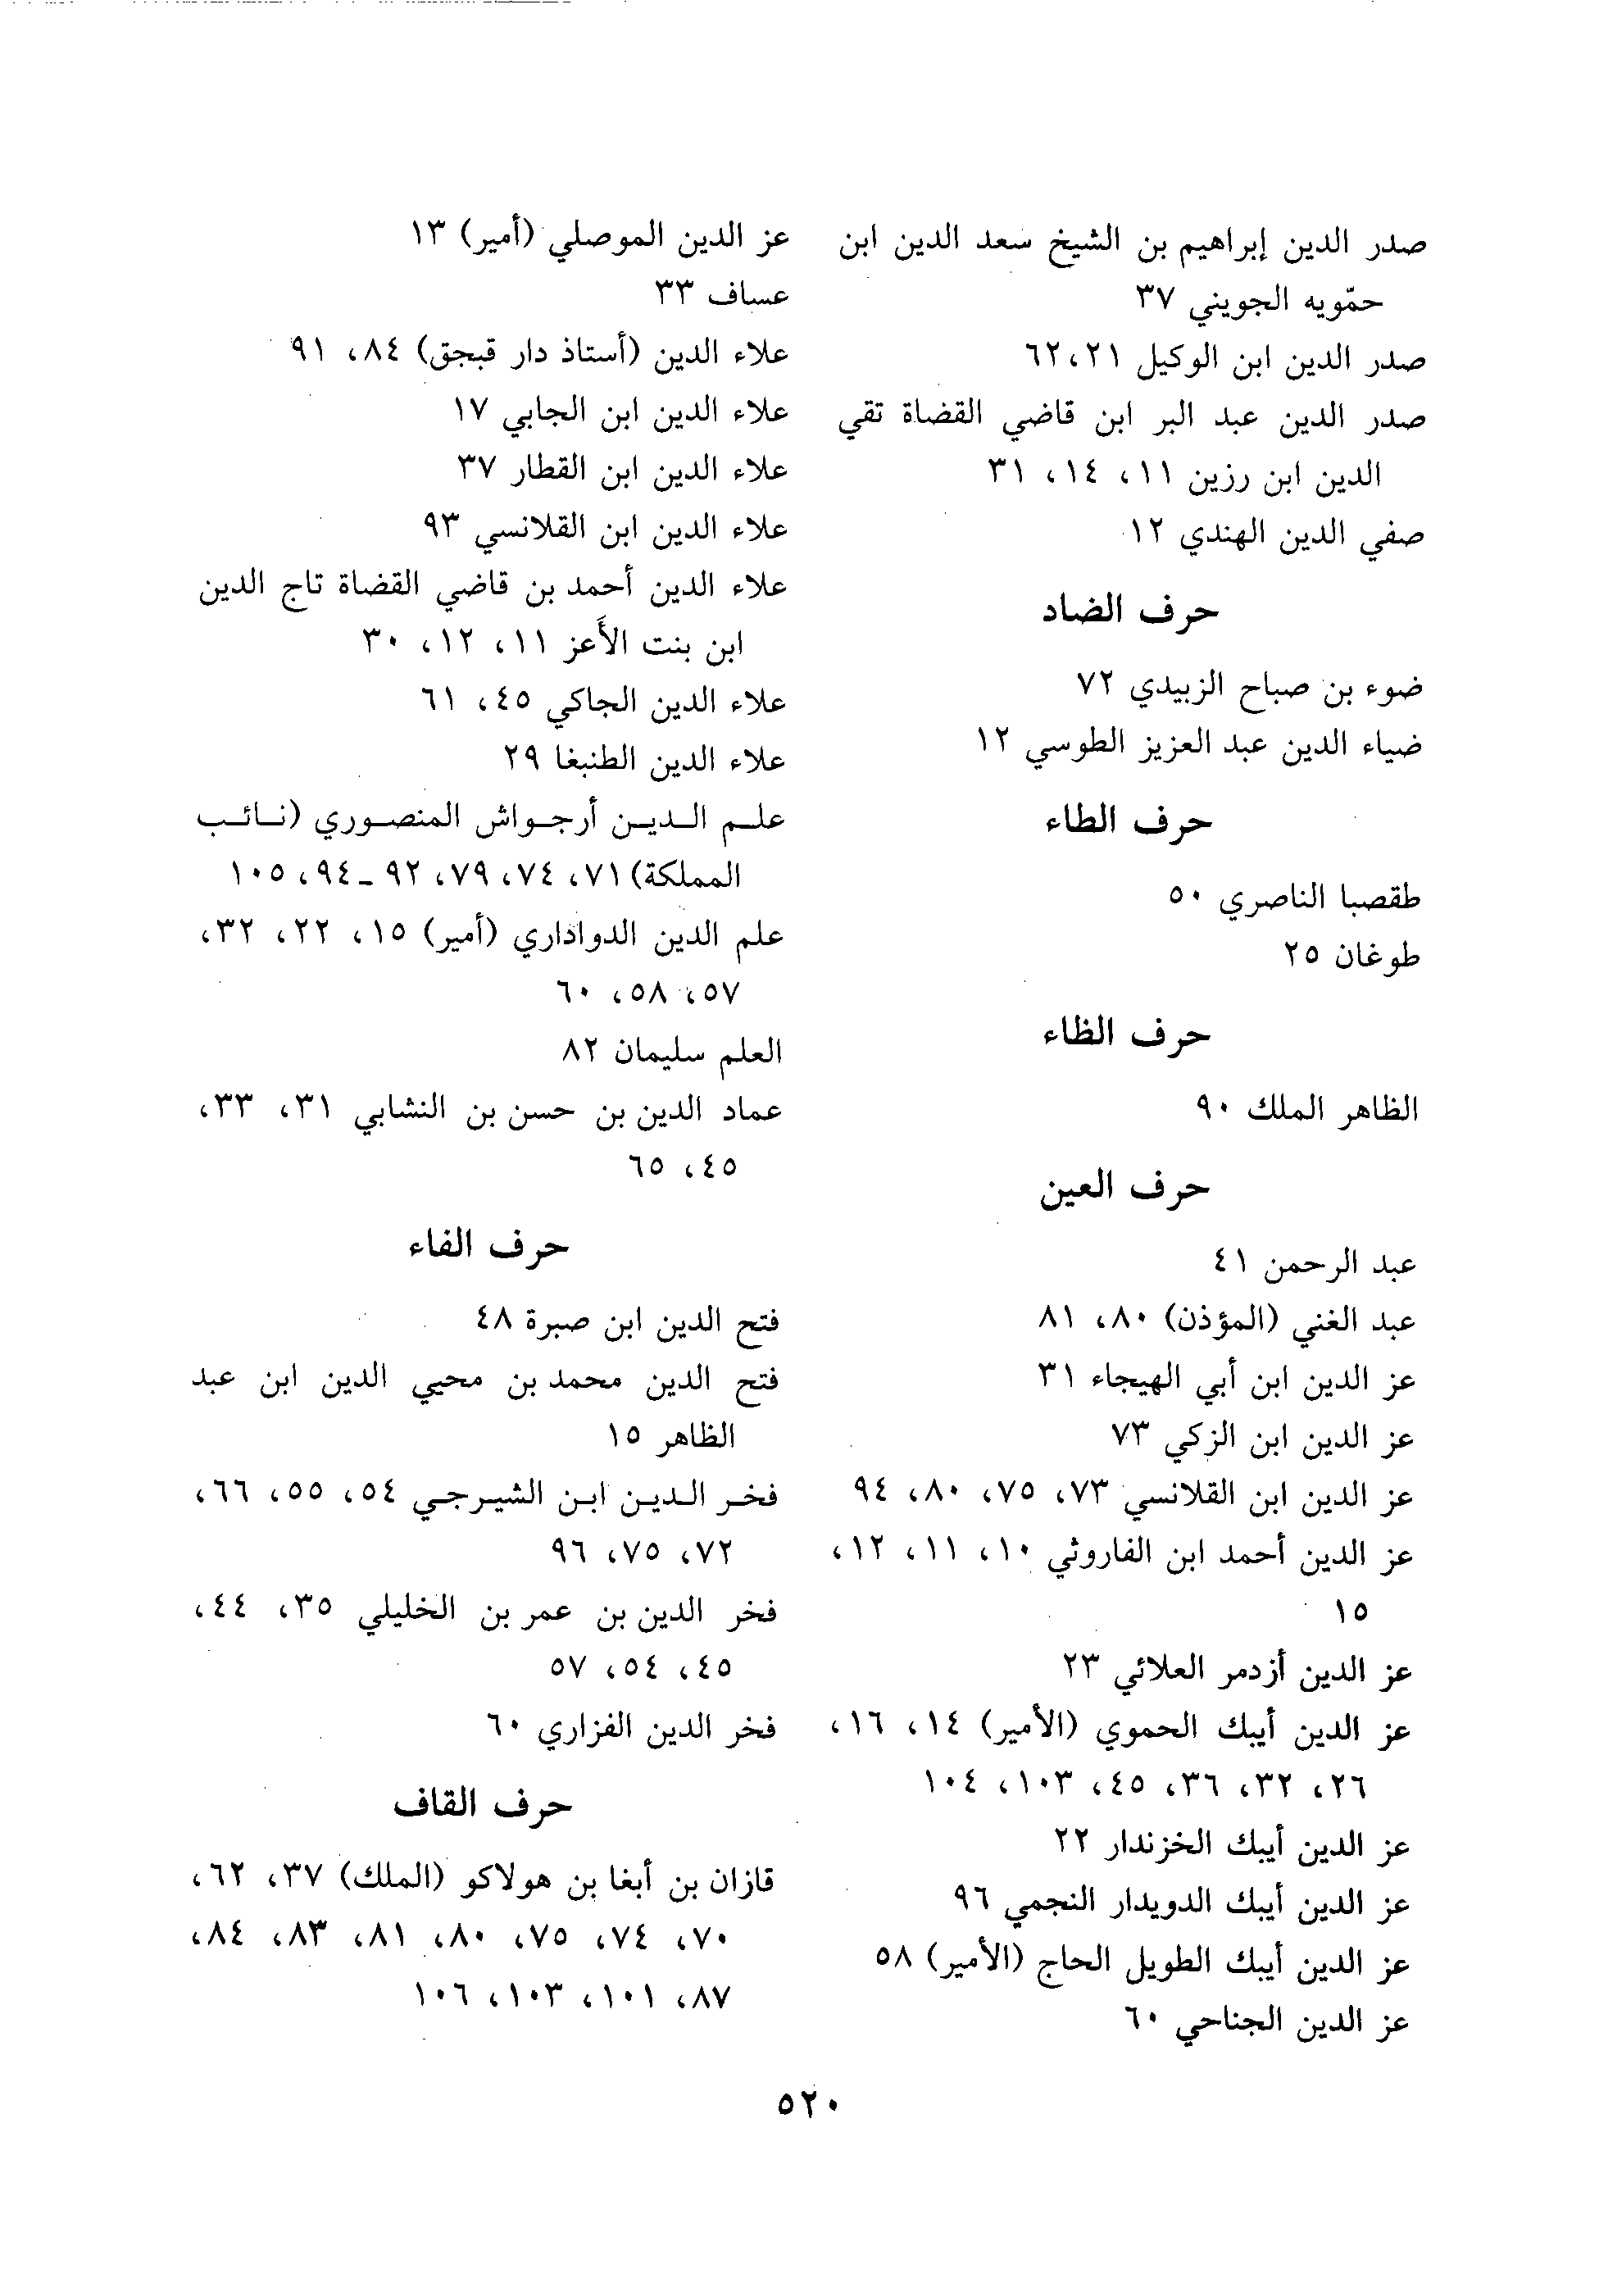 صدر الدين إبراهيم بن الشيخ سعد الدين ابن
حمّويه الجويني ٣٧
صدر الدين ابن الوكيل ٢١، ٦٢
صدر الدين عبد البر ابن قاضي القضاة تقي
الدين ابن رزين ١١، ١٤، ٣١
صفي الدين الهندي ١٢
حرف الضاد
ضوء بن صباح الزبيدي ٧٢
ضياء الدين عبد العزيز الطوسي ١٢
حرف الطاء
طقصبا الناصري ٥٠
طوغان ٢٥
حرف الظاء
الظاهر الملك ٩٠
حرف العين
عبد الرحمن ٤١
عبد الغني (المؤذن) ٨٠، ٨١
عز الدين ابن أبي الهيجاء ٣١
عز الدين ابن الزكي ٧٣
عز الدين ابن القلانسي ٧٣، ٧٥، ٨٠، ٩٤
عز الدين أحمد ابن الفاروثي ١٠، ١١، ١٢،
١٥
عز الدين أزدمر العلائي ٢٣
عز الدين أيبك الحموي (الأمير) ١٤، ١٦،
٢٦، ٣٢، ٣٦، ٤٥، ١٠٣، ١٠٤
عز الدين أيبك الخزندار ٢٢
عز الدين أيبك الدويدار النجمي ٩٦
عز الدين أيبك الطويل الحاج (الأمير) ٥٨
عز الدين الجناحي ٦٠
عز الدين الموصلي (أمير) ١٣
عساف ٣٣
علاء الدين (أستاذ دار قبجق) ٨٤، ٩١
علاء الدين ابن الجابي ١٧
علاء الدين ابن القطار ٣٧
علاء الدين ابن القلانسي ٩٣
علاء الدين أحمد بن قاضي القضاة تاج الدين
ابن بنت الأَعز ١١، ١٢، ٣٠
علاء الدين الجاكي ٤٥، ٦١
علاء الدين الطنبغا ٢٩
علم الدين أرجواش المنصوري (نائب
المملكة) ٧١، ٧٤، ٧٩، ٩٢ - ٩٤، ١٠٥
علم الدين الدواداري (أمير) ١٥، ٢٢، ٣٢،
٥٧، ٥٨، ٦٠
العلم سليمان ٨٢
عماد الدين بن حسن بن النشابي ٣١، ٣٣،
٤٥، ٦٥
حرف الفاء
فتح الدين ابن صبرة ٤٨
فتح الدين محمد بن محيي الدين ابن عبد
الظاهر ١٥
فخر الدين ابن الشيرجي ٥٤، ٥٥، ٦٦،
٧٢، ٧٥، ٩٦
فخر الدين بن عمر بن الخليلي ٣٥، ٤٤،
٤٥، ٥٤، ٥٧
فخر الدين الفزاري ٦٠
حرف القاف
قازان بن أبغا بن هولاكو (الملك) ٣٧، ٦٢،
٧٠، ٧٤، ٧٥، ٨٠، ٨١، ٨٣، ٨٤،
٨٧، ١٠١، ١٠٣، ١٠٦
٥٢٠